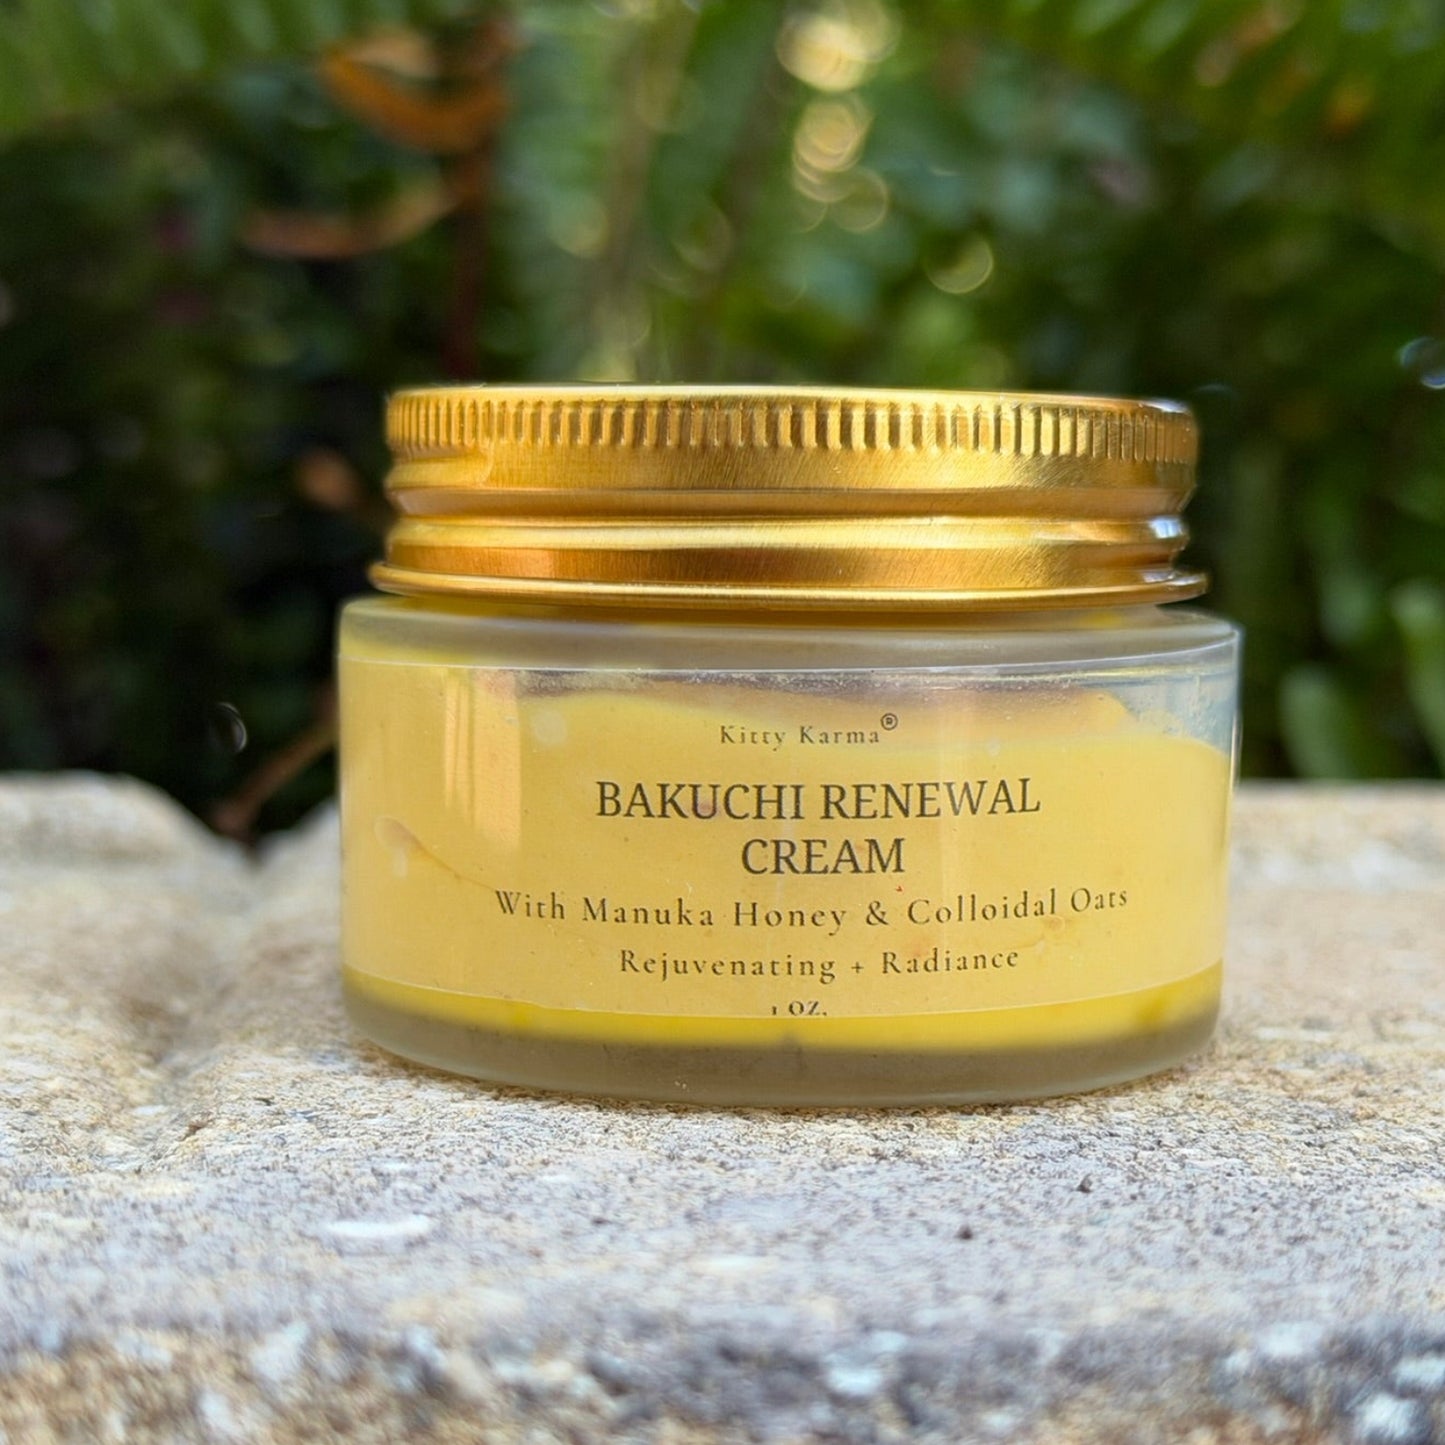 Kitty Karma®
BAKUCHI RENEWAL
CREAM
With Manuka Honey & Colloidal Oats
Rejuvenating + Radiance
1 OZ.